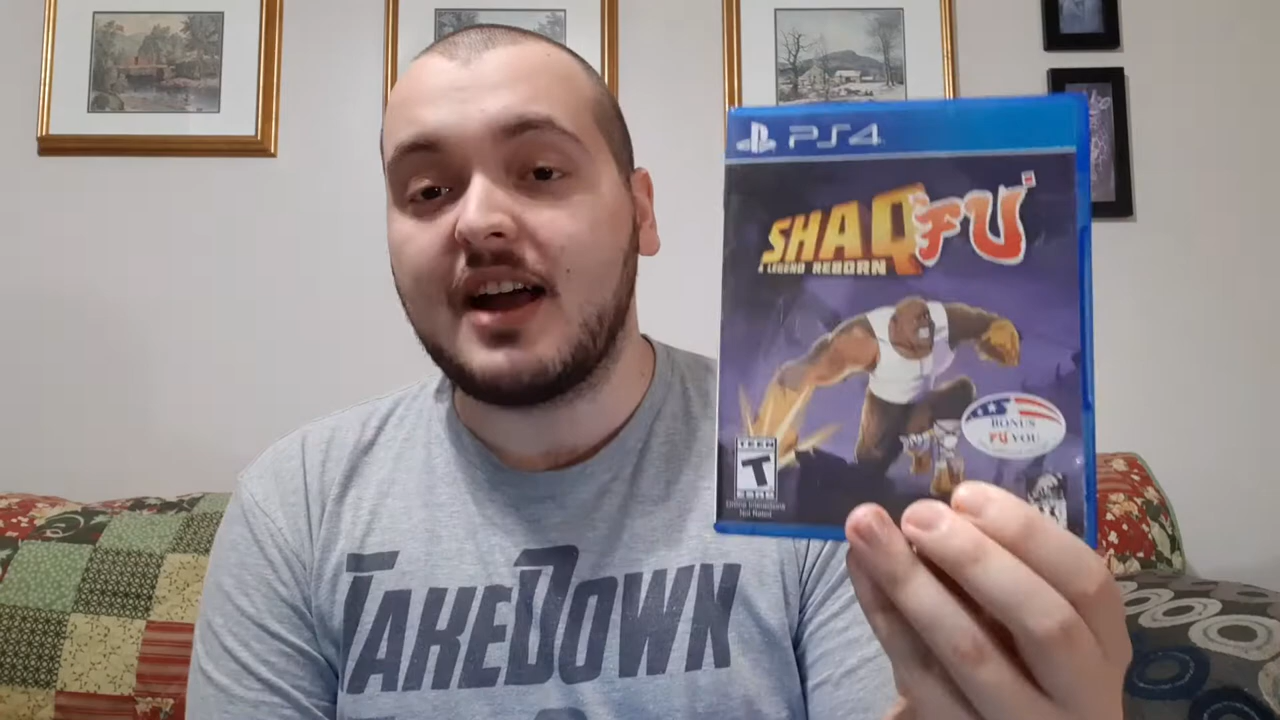 PS4
SHAQ FU
A LEGEND REBORN
BONUS
FU YOU
TEEN
T
ESRB
Online Interactions
Not Rated
TAKEDOWN